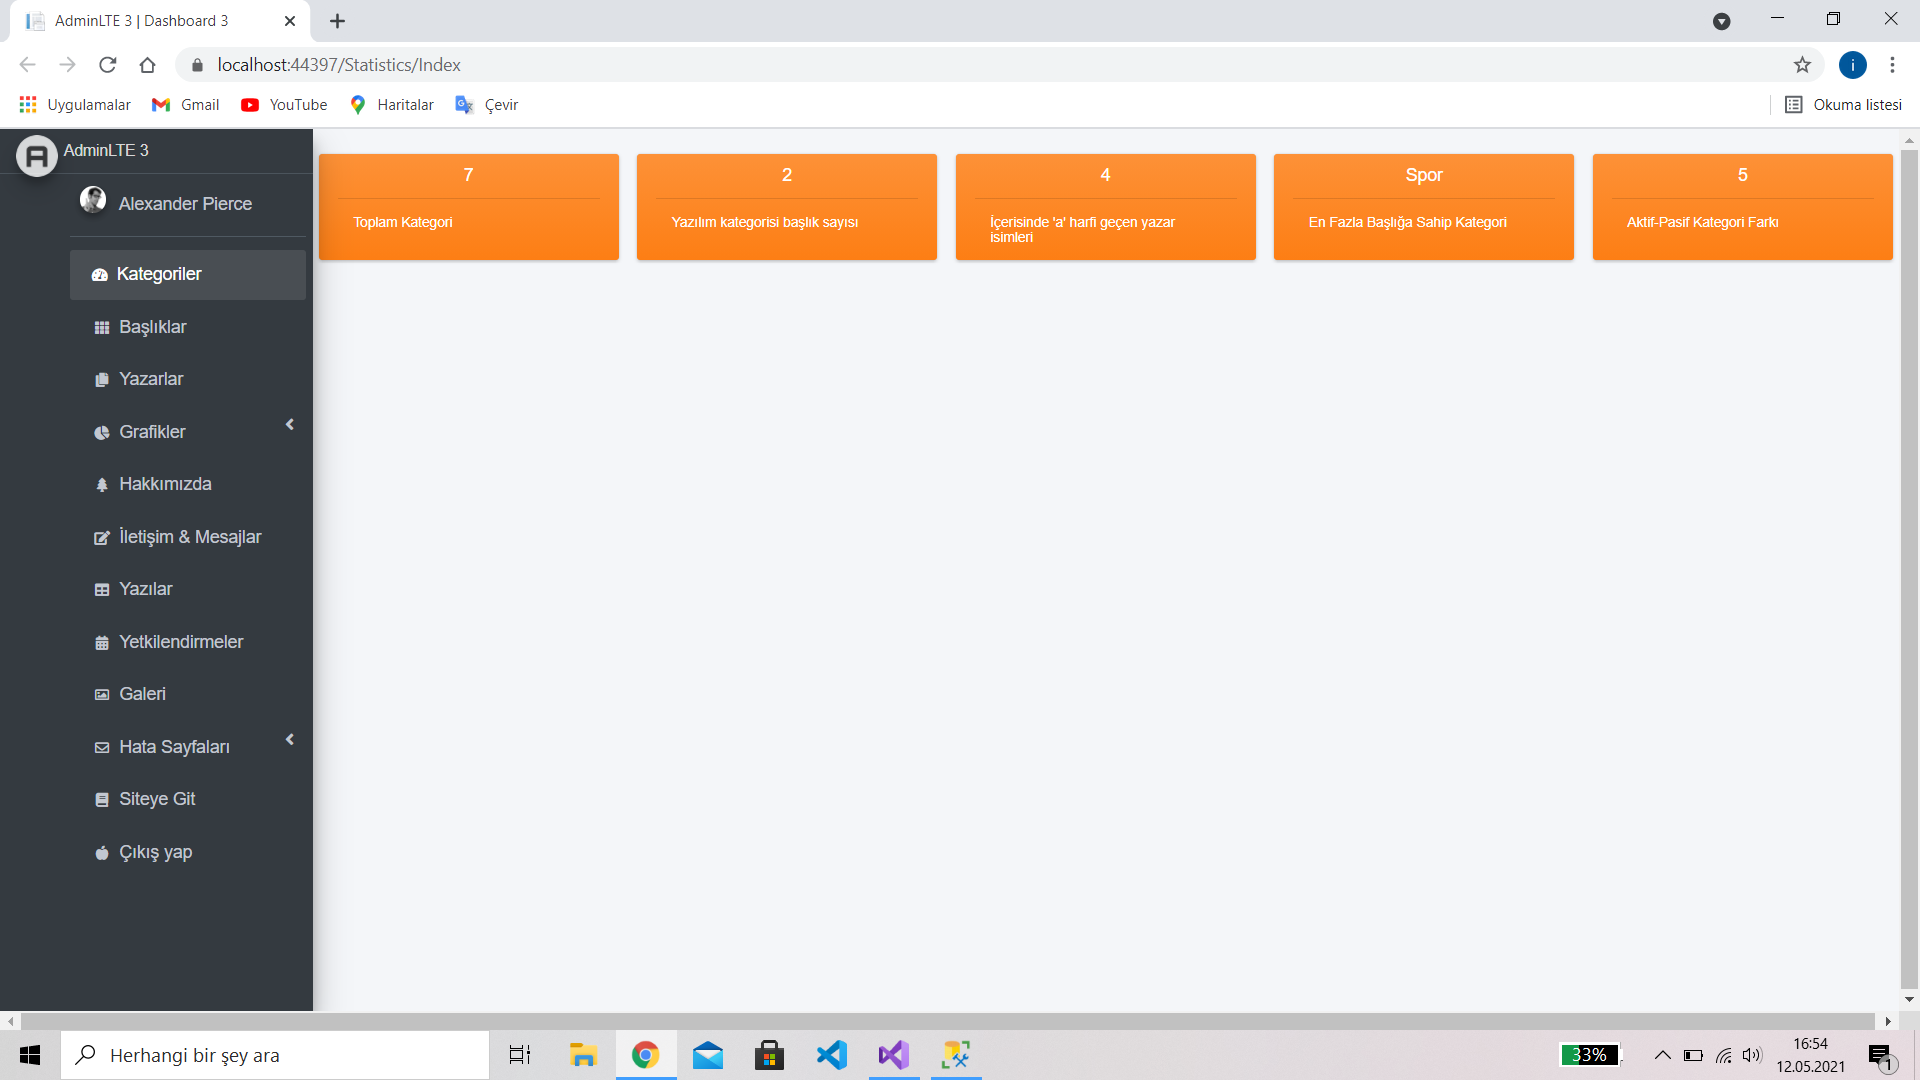 AdminLTE 3 | Dashboard 3
localhost:44397/Statistics/Index
i
Uygulamalar
Gmail
YouTube
Haritalar
Çevir
Okuma listesi
AdminLTE 3
Alexander Pierce
Kategoriler
Başlıklar
Yazarlar
Grafikler
Hakkımızda
İletişim & Mesajlar
Yazılar
Yetkilendirmeler
Galeri
Hata Sayfaları
Siteye Git
Çıkış yap
7
Toplam Kategori
2
Yazılım kategorisi başlık sayısı
4
İçerisinde 'a' harfi geçen yazar
isimleri
Spor
En Fazla Başlığa Sahip Kategori
5
Aktif-Pasif Kategori Farkı
Herhangi bir şey ara
33%
16:54
12.05.2021
1